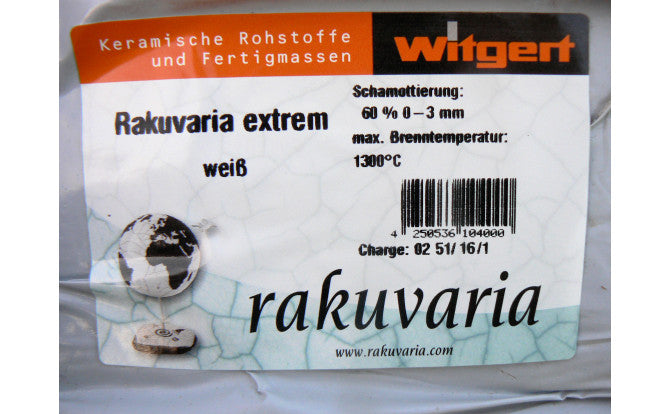 Keramische Rohstoffe
und Fertigmassen
Witgert
Rakuvaria extrem
weiß
Schamottierung:
60 % 0-3 mm
max. Brenntemperatur:
1300°C
4 250536 104000
Charge: 02 51/16/1
rakuvaria
www.rakuvaria.com